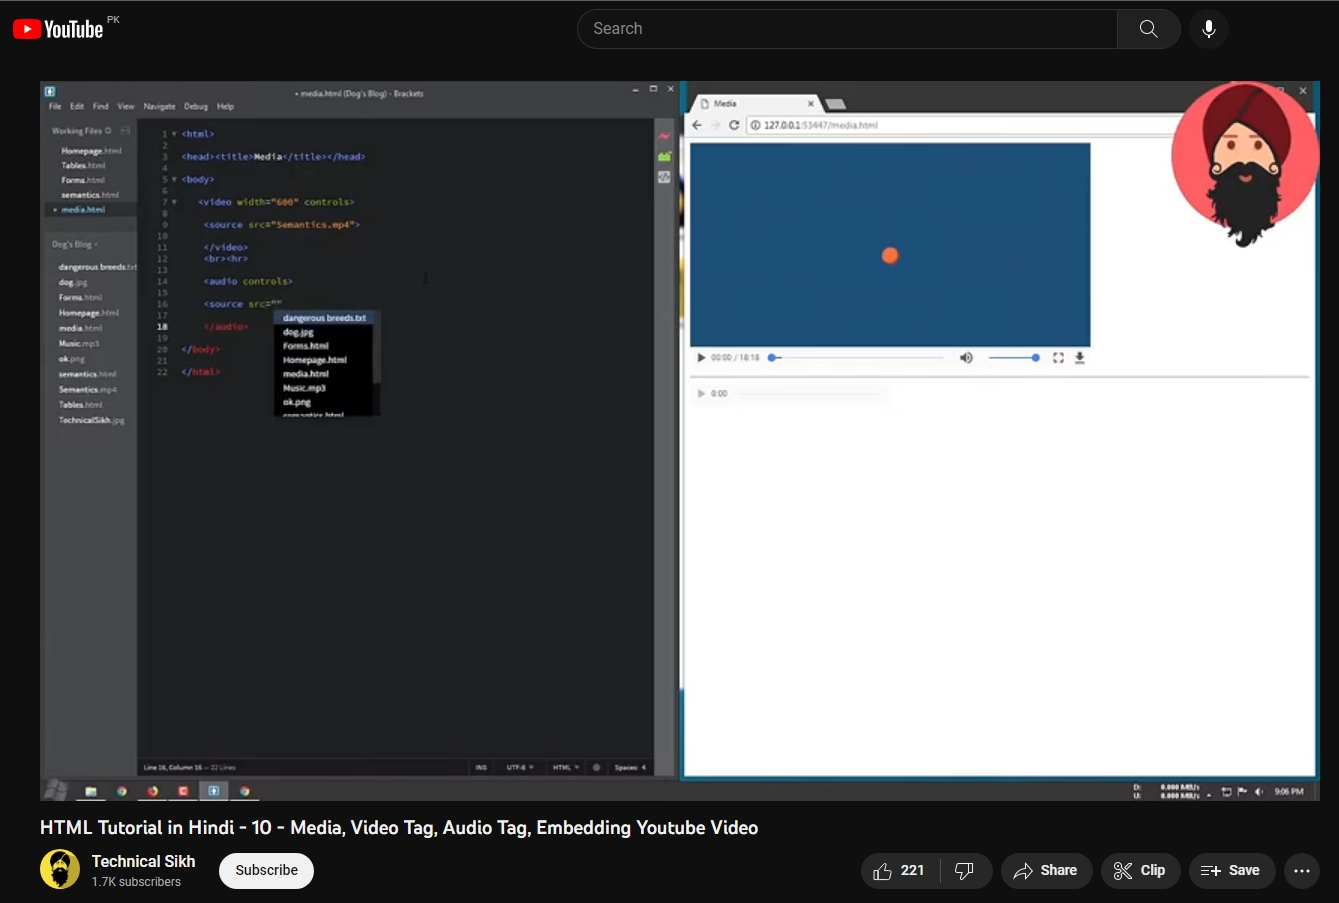 YouTube PK
Search
• media.html (Dog's Blog) - Brackets
File Edit Find View Navigate Debug Help
Working Files
Homepage.html
Tables.html
Forms.html
semantics.html
• media.html
Dog's Blog
dangerous breeds.txt
dog.jpg
Forms.html
Homepage.html
media.html
Music.mp3
ok.png
semantics.html
Semantics.mp4
Tables.html
TechnicalSikh.jpg
1 <html>
2
3 <head><title>Media</title></head>
4
5 <body>
6
7 <video width="600" controls>
8
9 <source src="Semantics.mp4">
10
11 </video>
12 <br><hr>
13
14 <audio controls>
15
16 <source src=""
17
18 </audio>
19
20 </body>
21
22 </html>
dangerous breeds.txt
dog.jpg
Forms.html
Homepage.html
media.html
Music.mp3
ok.png
semantics.html
Line 16, Column 16 — 22 Lines
INS UTF-8 HTML Spaces: 4
Media
127.0.0.1:53447/media.html
00:00 / 18:18
0:00
D: 0.000 MB/s
U: 0.000 MB/s
9:06 PM
HTML Tutorial in Hindi - 10 - Media, Video Tag, Audio Tag, Embedding Youtube Video
Technical Sikh
1.7K subscribers
Subscribe
221
Share
Clip
Save